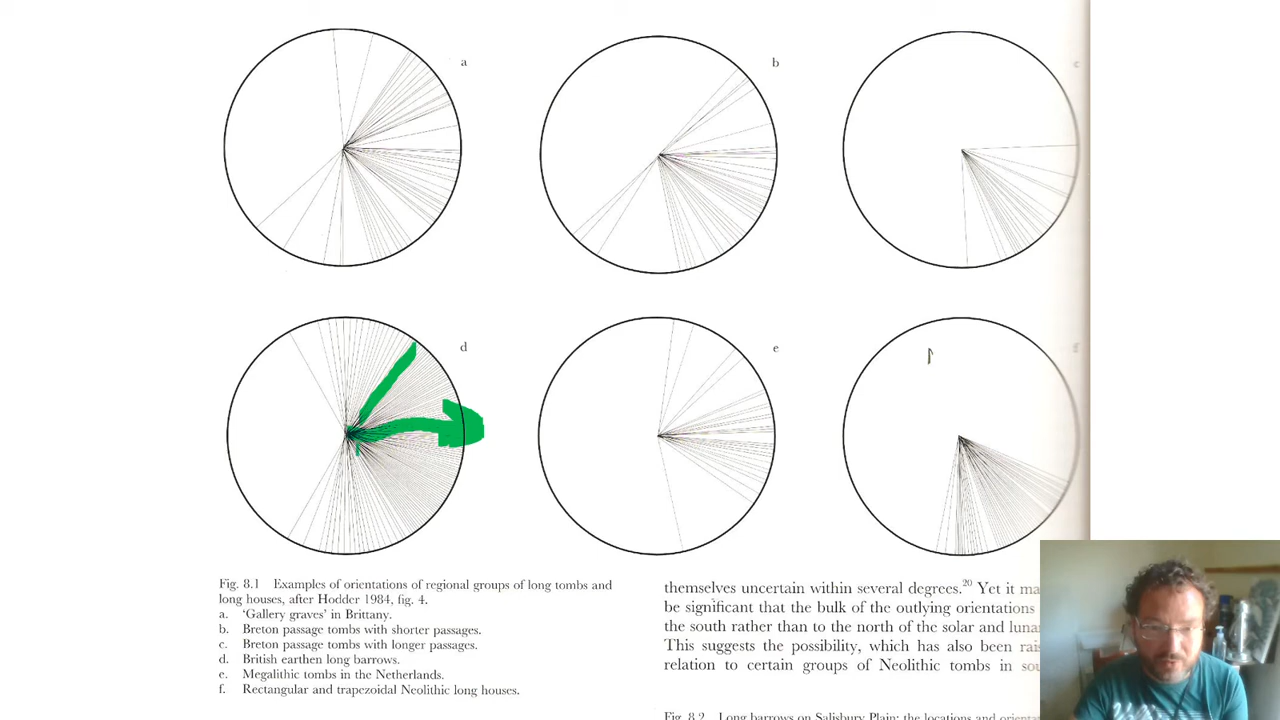 a
b
c
d
e
f
Fig. 8.1 Examples of orientations of regional groups of long tombs and
long houses, after Hodder 1984, fig. 4.
a. 'Gallery graves' in Brittany.
b. Breton passage tombs with shorter passages.
c. Breton passage tombs with longer passages.
d. British earthen long barrows.
e. Megalithic tombs in the Netherlands.
f. Rectangular and trapezoidal Neolithic long houses.
themselves uncertain within several degrees.20 Yet it ma
be significant that the bulk of the outlying orientations
the south rather than to the north of the solar and luna
This suggests the possibility, which has also been rai
relation to certain groups of Neolithic tombs in so
Fig. 8.2 Long barrows on Salisbury Plain: the locations and orienta